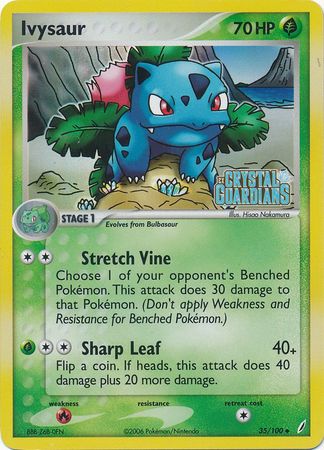 Ivysaur 70 HP
EX CRYSTAL
GUARDIANS
Illus. Hisao Nakamura
STAGE 1
Evolves from Bulbasaur
Stretch Vine
Choose 1 of your opponent's Benched
Pokémon. This attack does 30 damage to
that Pokémon. (Don't apply Weakness and
Resistance for Benched Pokémon.)
Sharp Leaf 40+
Flip a coin. If heads, this attack does 40
damage plus 20 more damage.
weakness resistance retreat cost
©2006 Pokémon/Nintendo 35/100